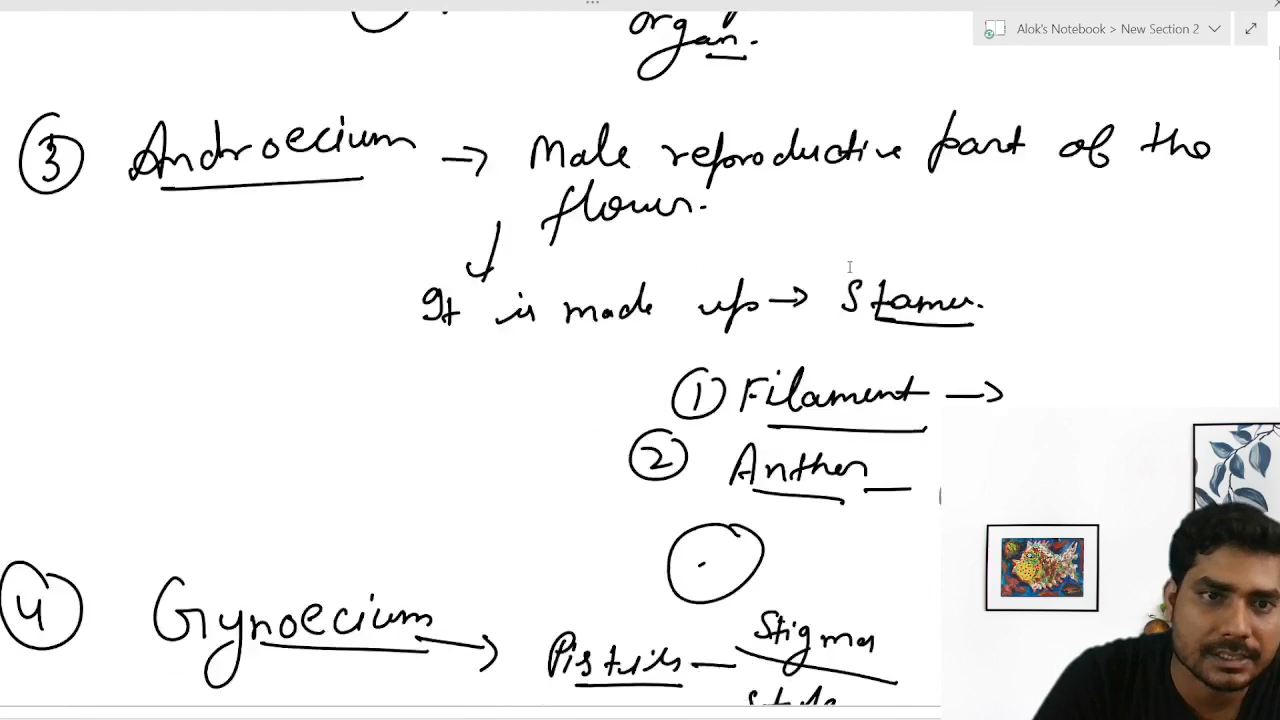 organ.
Alok's Notebook > New Section 2
③ Androecium → Male reproductive part of the
flower.
It is made up → Stamen.
① Filament →
② Anther —
④ Gynoecium → Pistils — Stigma
style